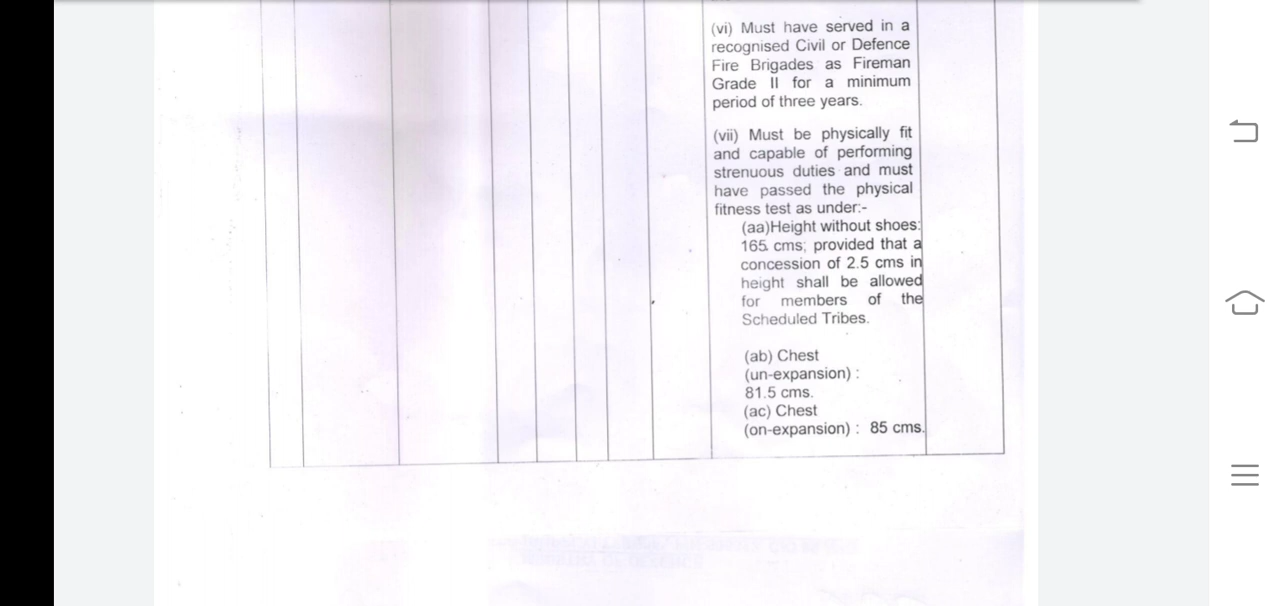 (vi) Must have served in a
recognised Civil or Defence
Fire Brigades as Fireman
Grade II for a minimum
period of three years.
(vii) Must be physically fit
and capable of performing
strenuous duties and must
have passed the physical
fitness test as under:-
(aa)Height without shoes:
165 cms; provided that a
concession of 2.5 cms in
height shall be allowed
for members of the
Scheduled Tribes.
(ab) Chest
(un-expansion) :
81.5 cms.
(ac) Chest
(on-expansion) : 85 cms.